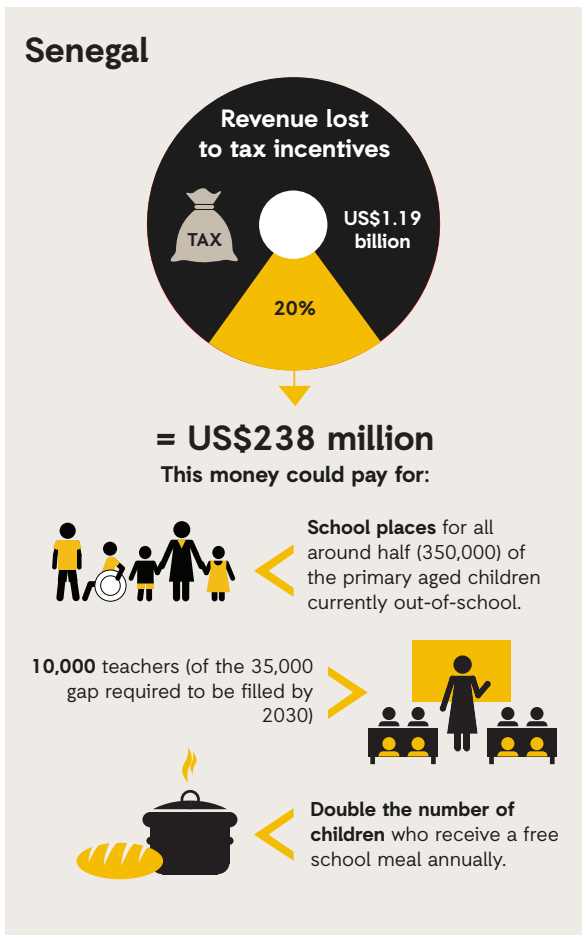 Senegal
Revenue lost
to tax incentives
TAX
US$1.19
billion
20%
= US$238 million
This money could pay for:
School places for all
around half (350,000) of
the primary aged children
currently out-of-school.
10,000 teachers (of the 35,000
gap required to be filled by
2030)
Double the number of
children who receive a free
school meal annually.